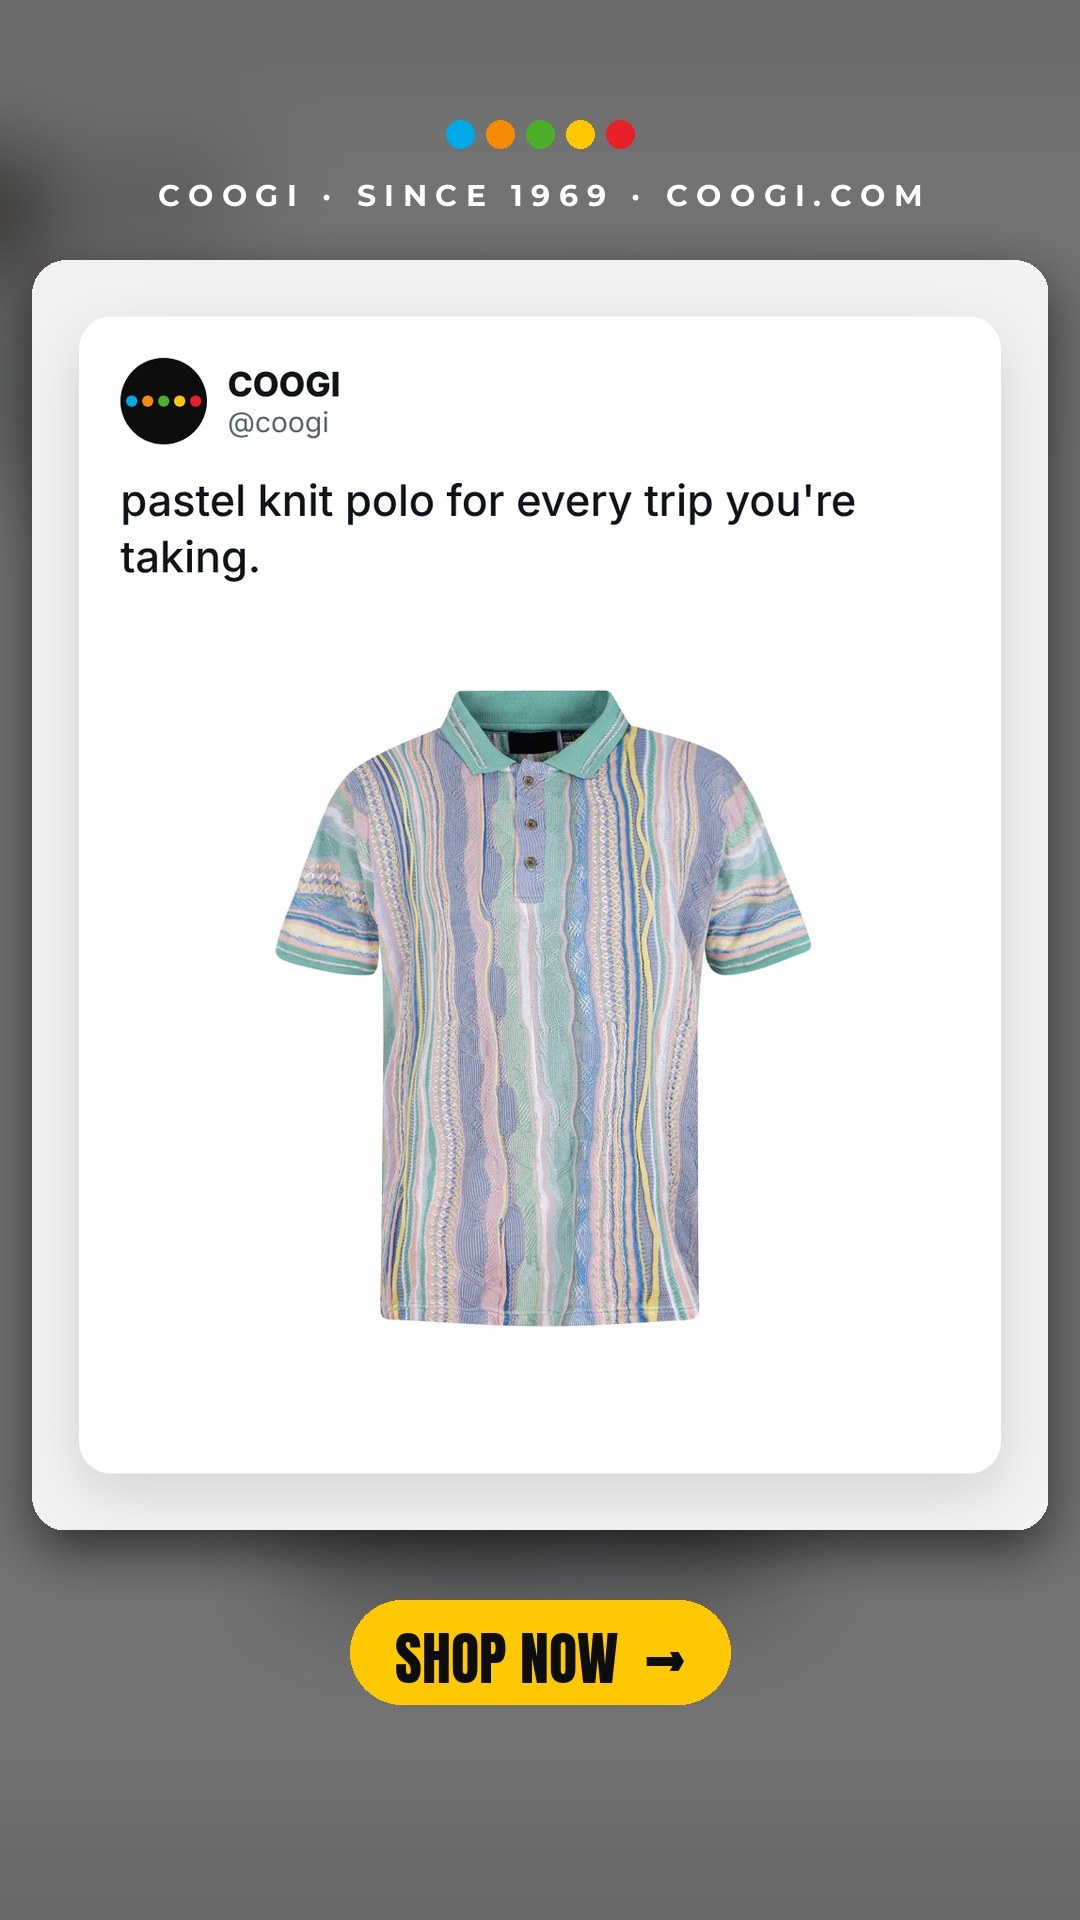 COOGI · SINCE 1969 · COOGI.COM
COOGI
@coogi
pastel knit polo for every trip you're
taking.
SHOP NOW →